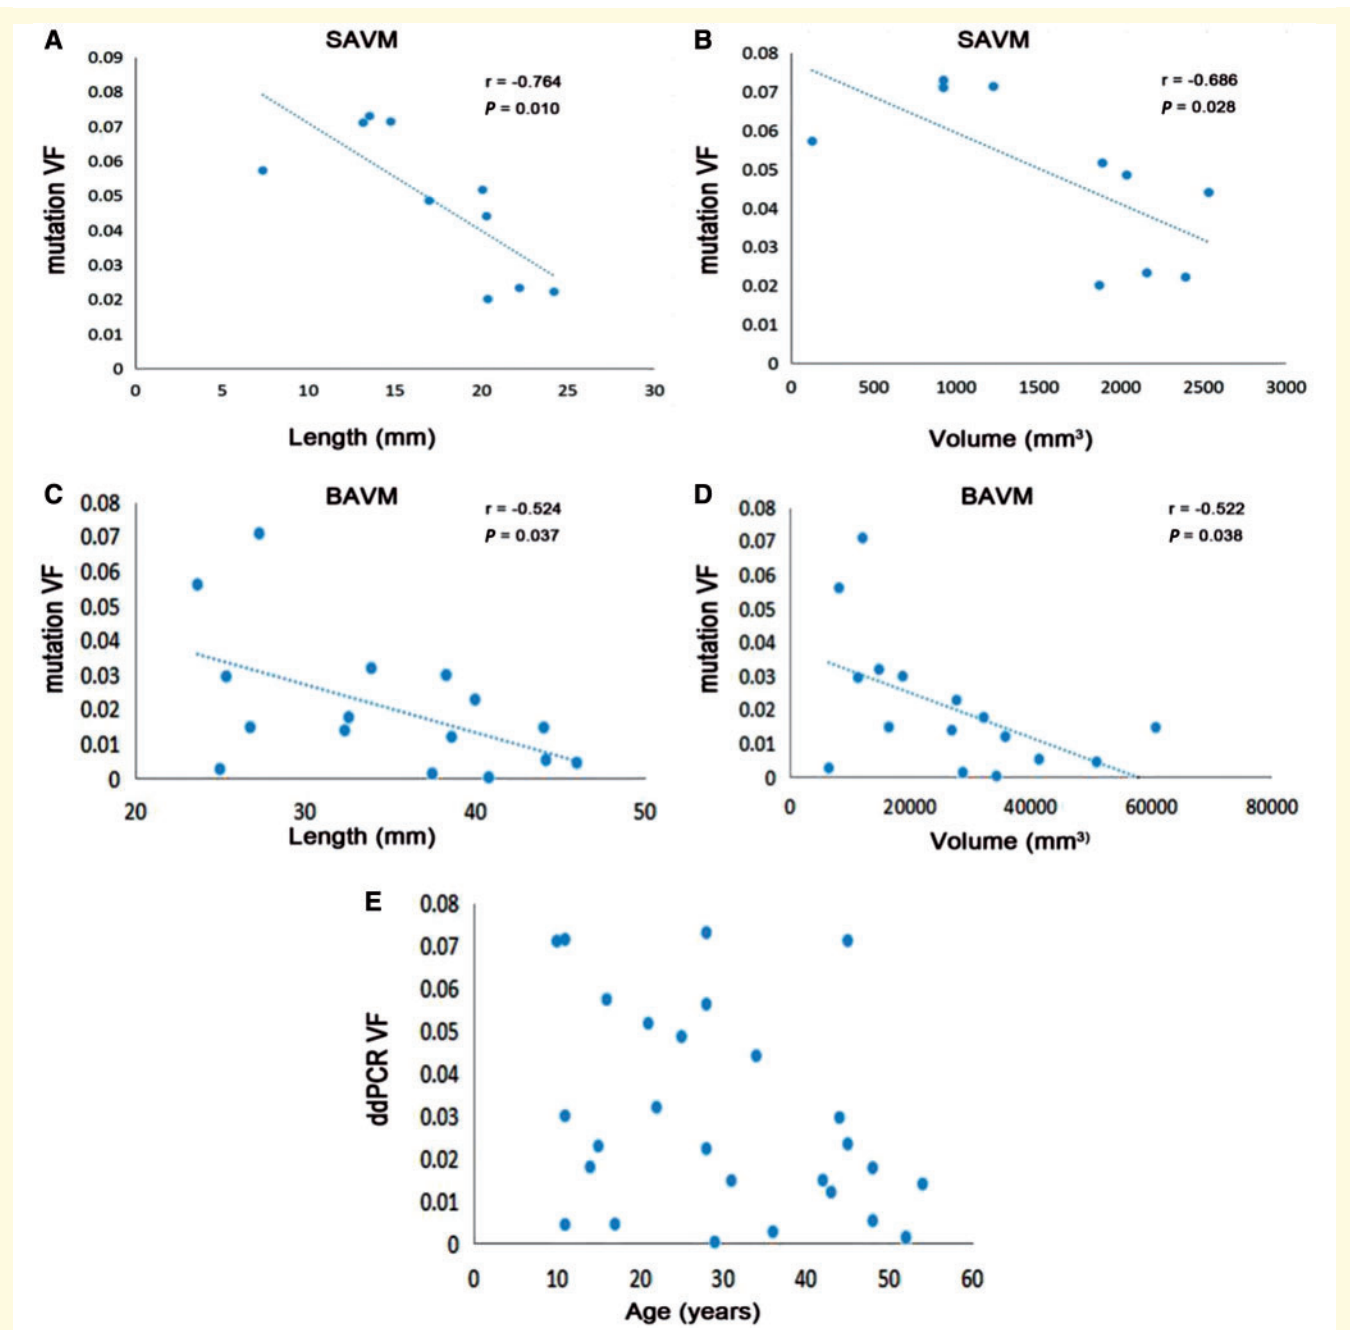 A
SAVM
r = -0.764
P = 0.010
mutation VF
0.09
0.08
0.07
0.06
0.05
0.04
0.03
0.02
0.01
0
0 5 10 15 20 25 30
Length (mm)
B
SAVM
r = -0.686
P = 0.028
mutation VF
0.08
0.07
0.06
0.05
0.04
0.03
0.02
0.01
0
0 500 1000 1500 2000 2500 3000
Volume (mm³)
C
BAVM
r = -0.524
P = 0.037
mutation VF
0.08
0.07
0.06
0.05
0.04
0.03
0.02
0.01
0
20 30 40 50
Length (mm)
D
BAVM
r = -0.522
P = 0.038
mutation VF
0.08
0.07
0.06
0.05
0.04
0.03
0.02
0.01
0
0 20000 40000 60000 80000
Volume (mm³⁾
E
ddPCR VF
0.08
0.07
0.06
0.05
0.04
0.03
0.02
0.01
0
0 10 20 30 40 50 60
Age (years)